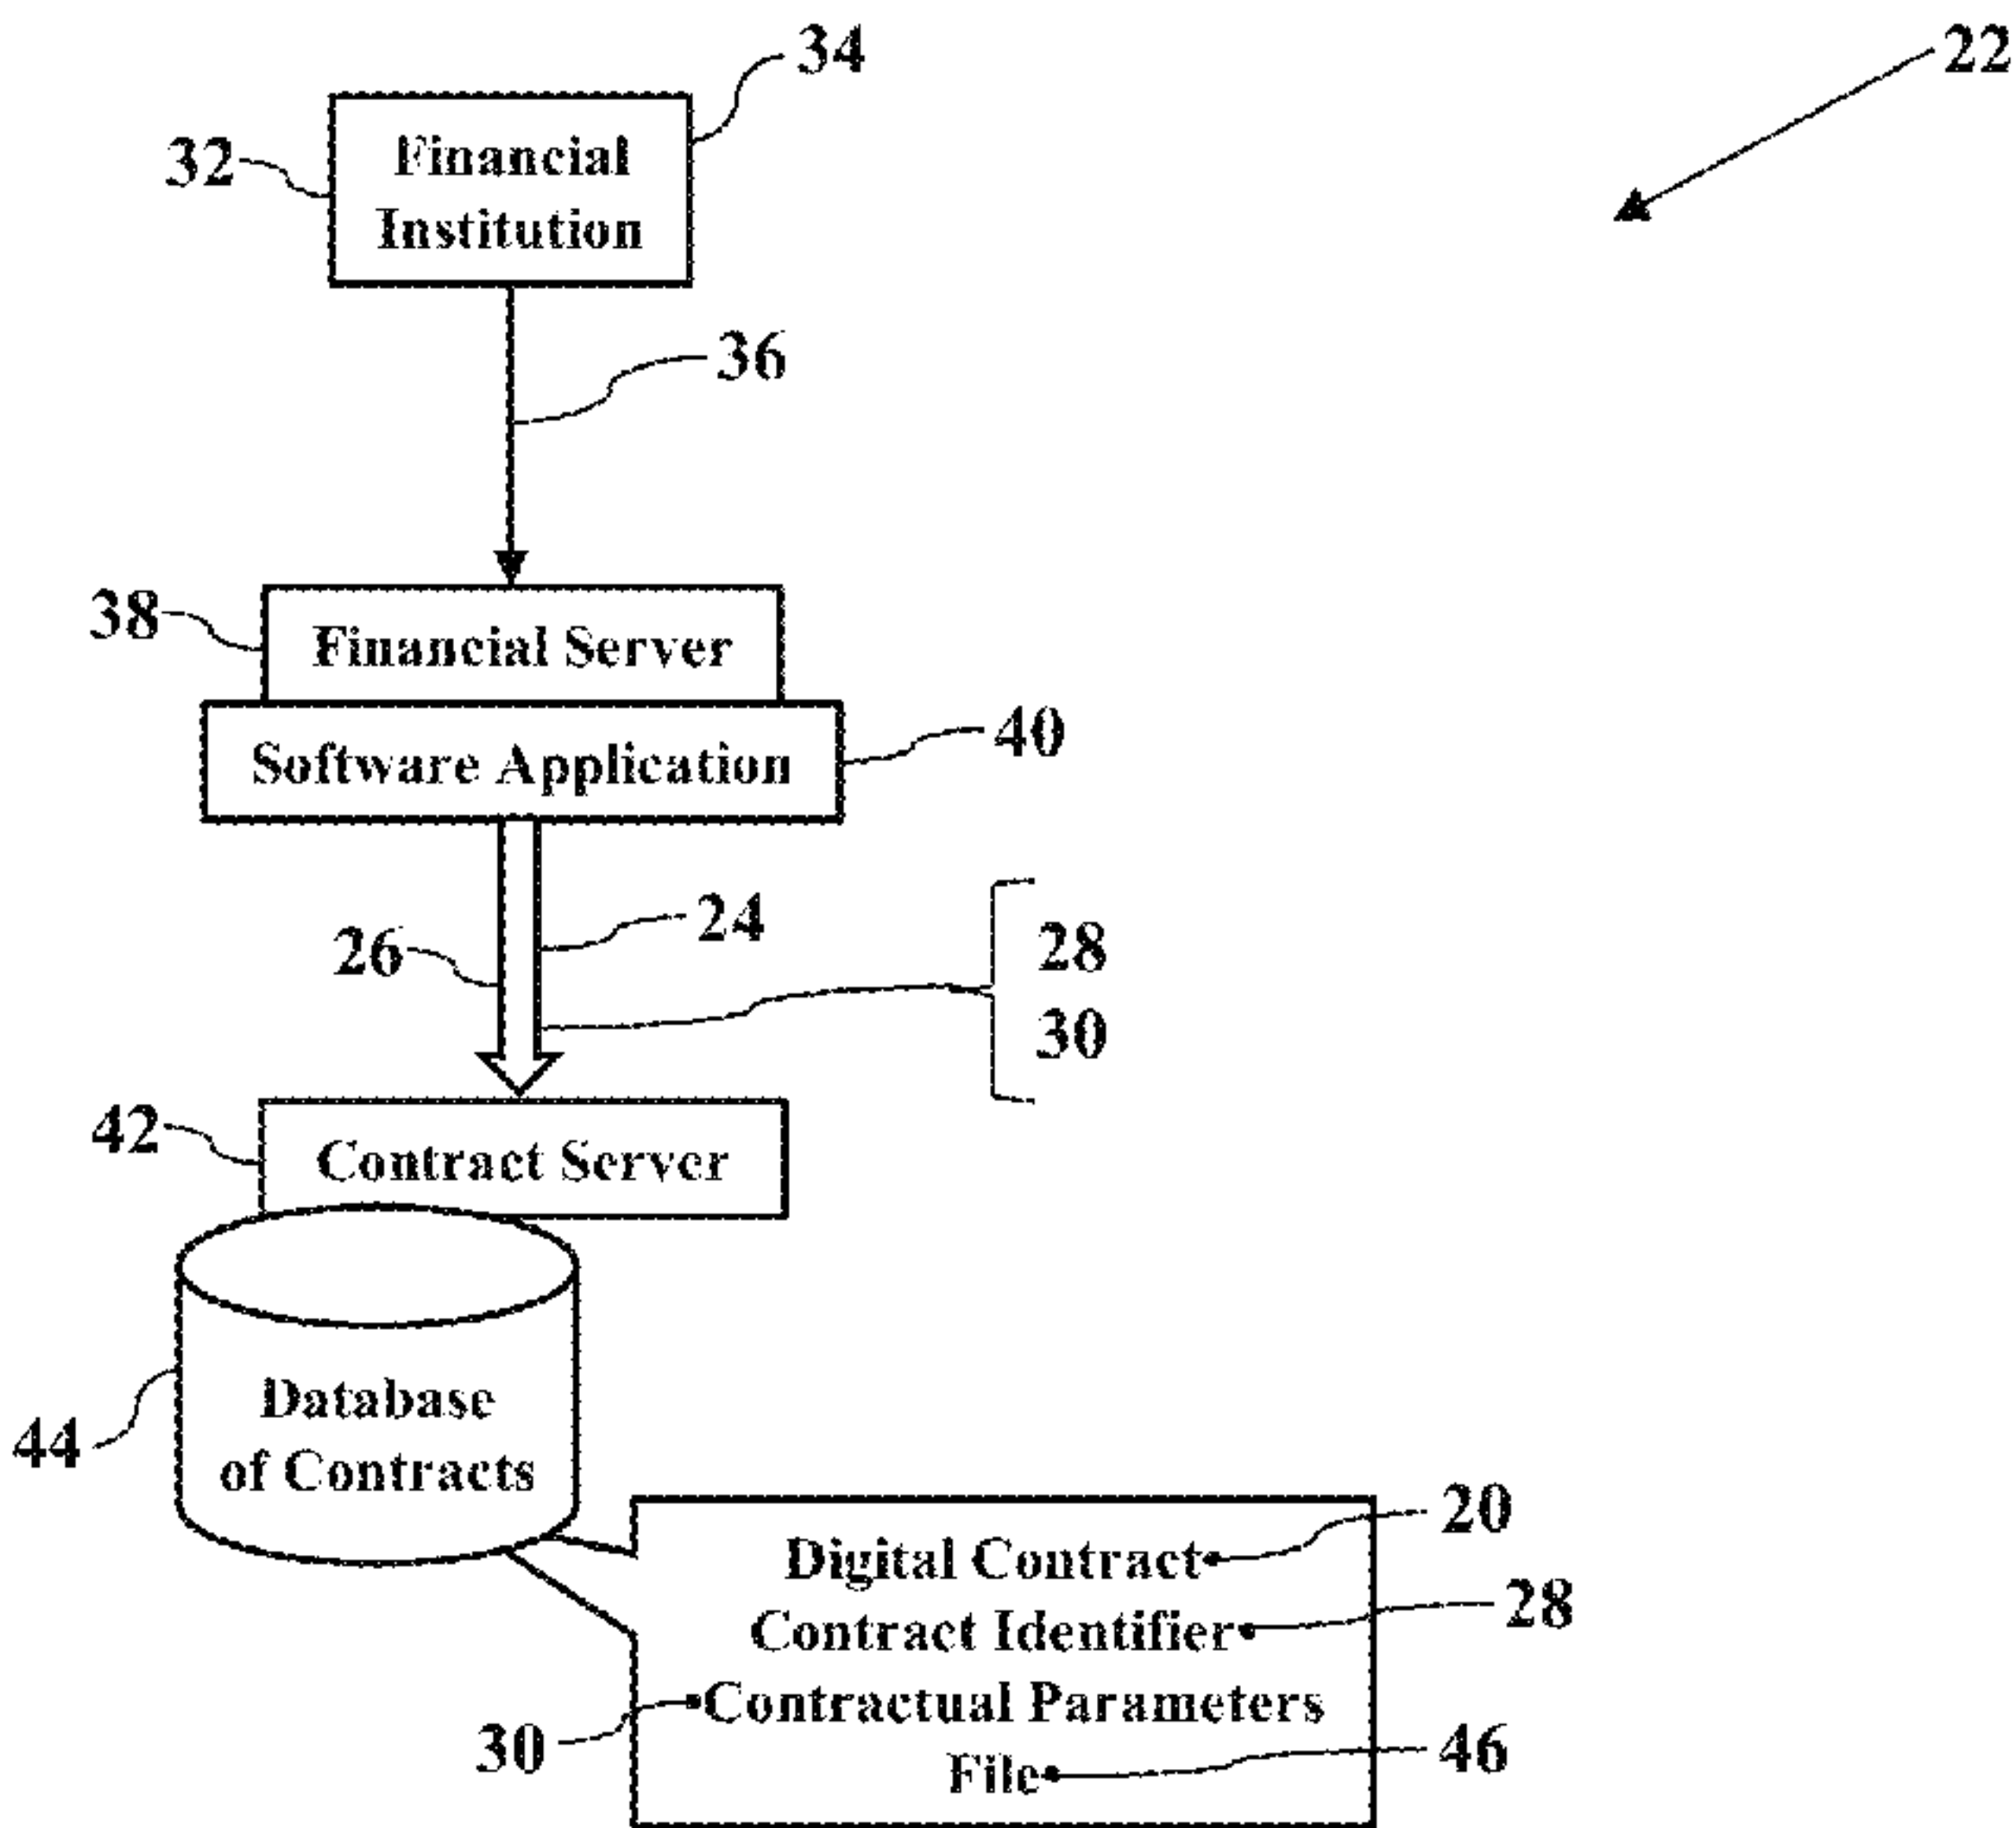 34
22
32
Financial
Institution
36
38
Financial Server
Software Application
40
24
26
28
30
42
Contract Server
44
Database
of Contracts
20
Digital Contract
28
Contract Identifier
Contractual Parameters
30
46
File